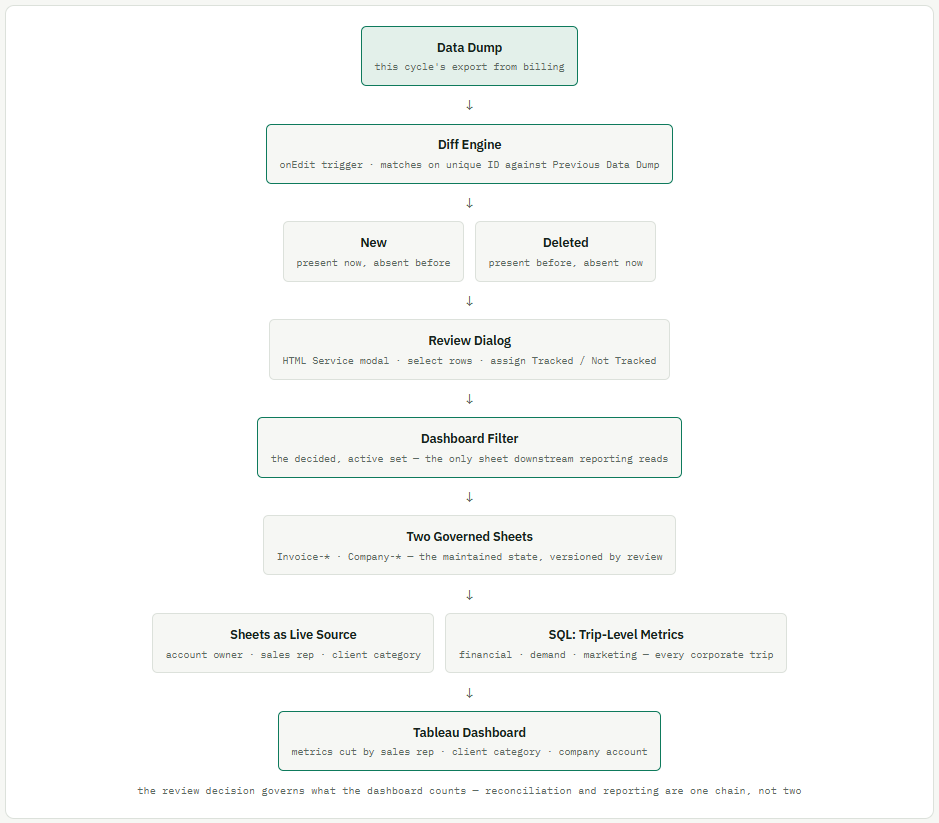 Data Dump
this cycle's export from billing
↓
Diff Engine
onEdit trigger · matches on unique ID against Previous Data Dump
↓
New
present now, absent before
Deleted
present before, absent now
↓
Review Dialog
HTML Service modal · select rows · assign Tracked / Not Tracked
↓
Dashboard Filter
the decided, active set — the only sheet downstream reporting reads
↓
Two Governed Sheets
Invoice-* · Company-* — the maintained state, versioned by review
↓
Sheets as Live Source
account owner · sales rep · client category
SQL: Trip-Level Metrics
financial · demand · marketing — every corporate trip
↓
Tableau Dashboard
metrics cut by sales rep · client category · company account
the review decision governs what the dashboard counts — reconciliation and reporting are one chain, not two